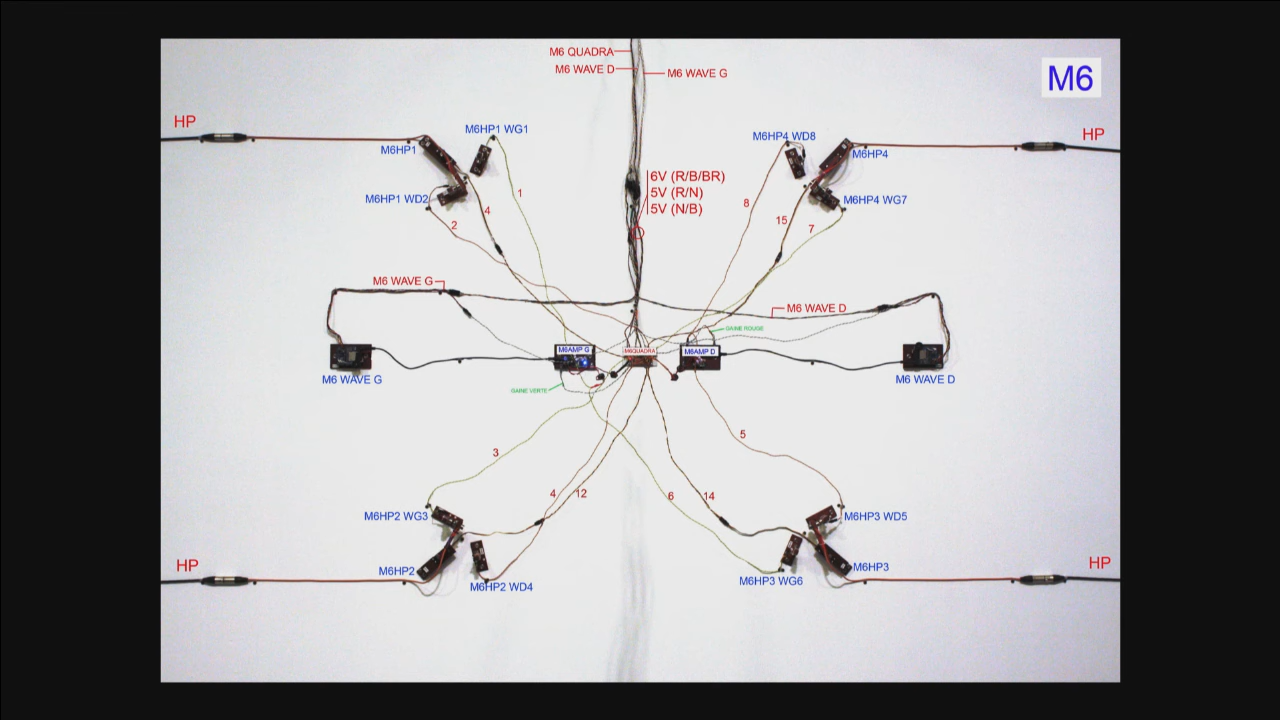 M6 QUADRA
M6 WAVE D
M6 WAVE G
M6
HP
M6HP1 WG1
M6HP4 WD8
HP
M6HP1
M6HP4
6V (R/B/BR)
5V (R/N)
5V (N/B)
M6HP1 WD2
M6HP4 WG7
1
8
4
15
2
7
M6 WAVE G
M6 WAVE D
GAINE ROUGE
M6AMP G
M6QUADRA
M6AMP D
M6 WAVE G
M6 WAVE D
GAINE VERTE
5
3
4
12
6
14
M6HP2 WG3
M6HP3 WD5
HP
M6HP2
M6HP3
HP
M6HP2 WD4
M6HP3 WG6